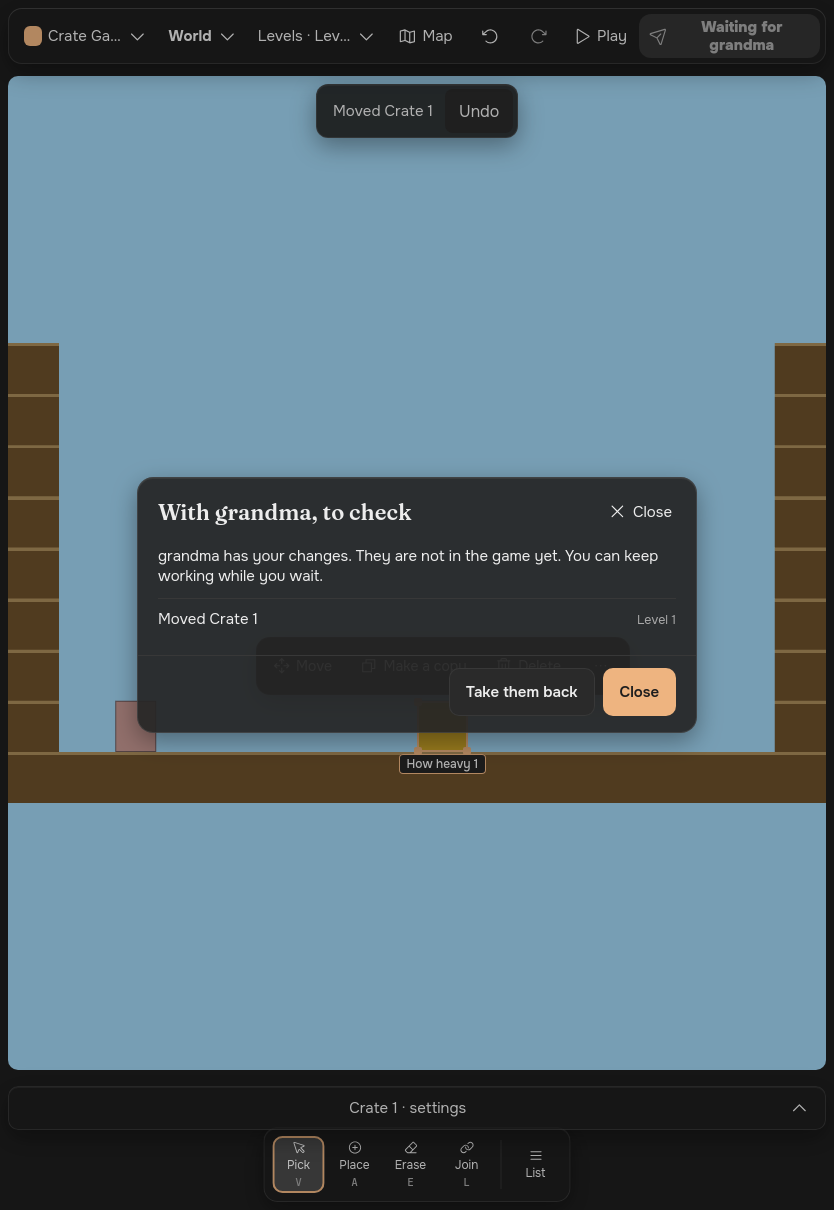 Crate Ga...
World
Levels · Lev...
Map
Play
Waiting for
grandma
Moved Crate 1
Undo
With grandma, to check
Close
grandma has your changes. They are not in the game yet. You can keep
working while you wait.
Moved Crate 1
Level 1
Move
Make a copy
Delete
Take them back
Close
How heavy 1
Crate 1 · settings
Pick
V
Place
A
Erase
E
Join
L
List